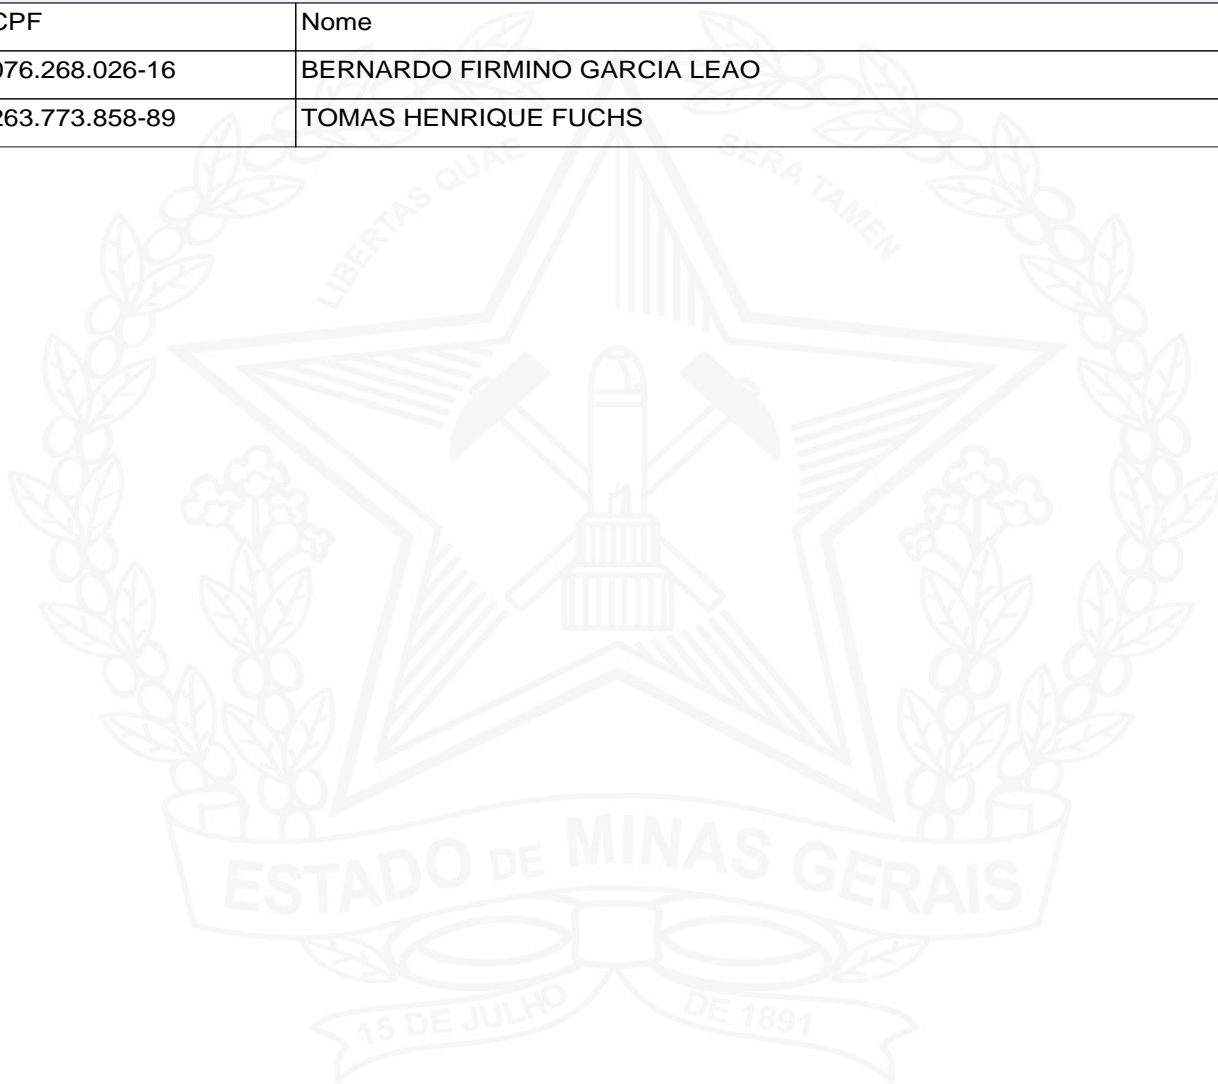 CPF Nome
076.268.026-16 BERNARDO FIRMINO GARCIA LEAO
263.773.858-89 TOMAS HENRIQUE FUCHS
LIBERTAS QUAE SERA TAMEN
ESTADO DE MINAS GERAIS
15 DE JULHO DE 1891